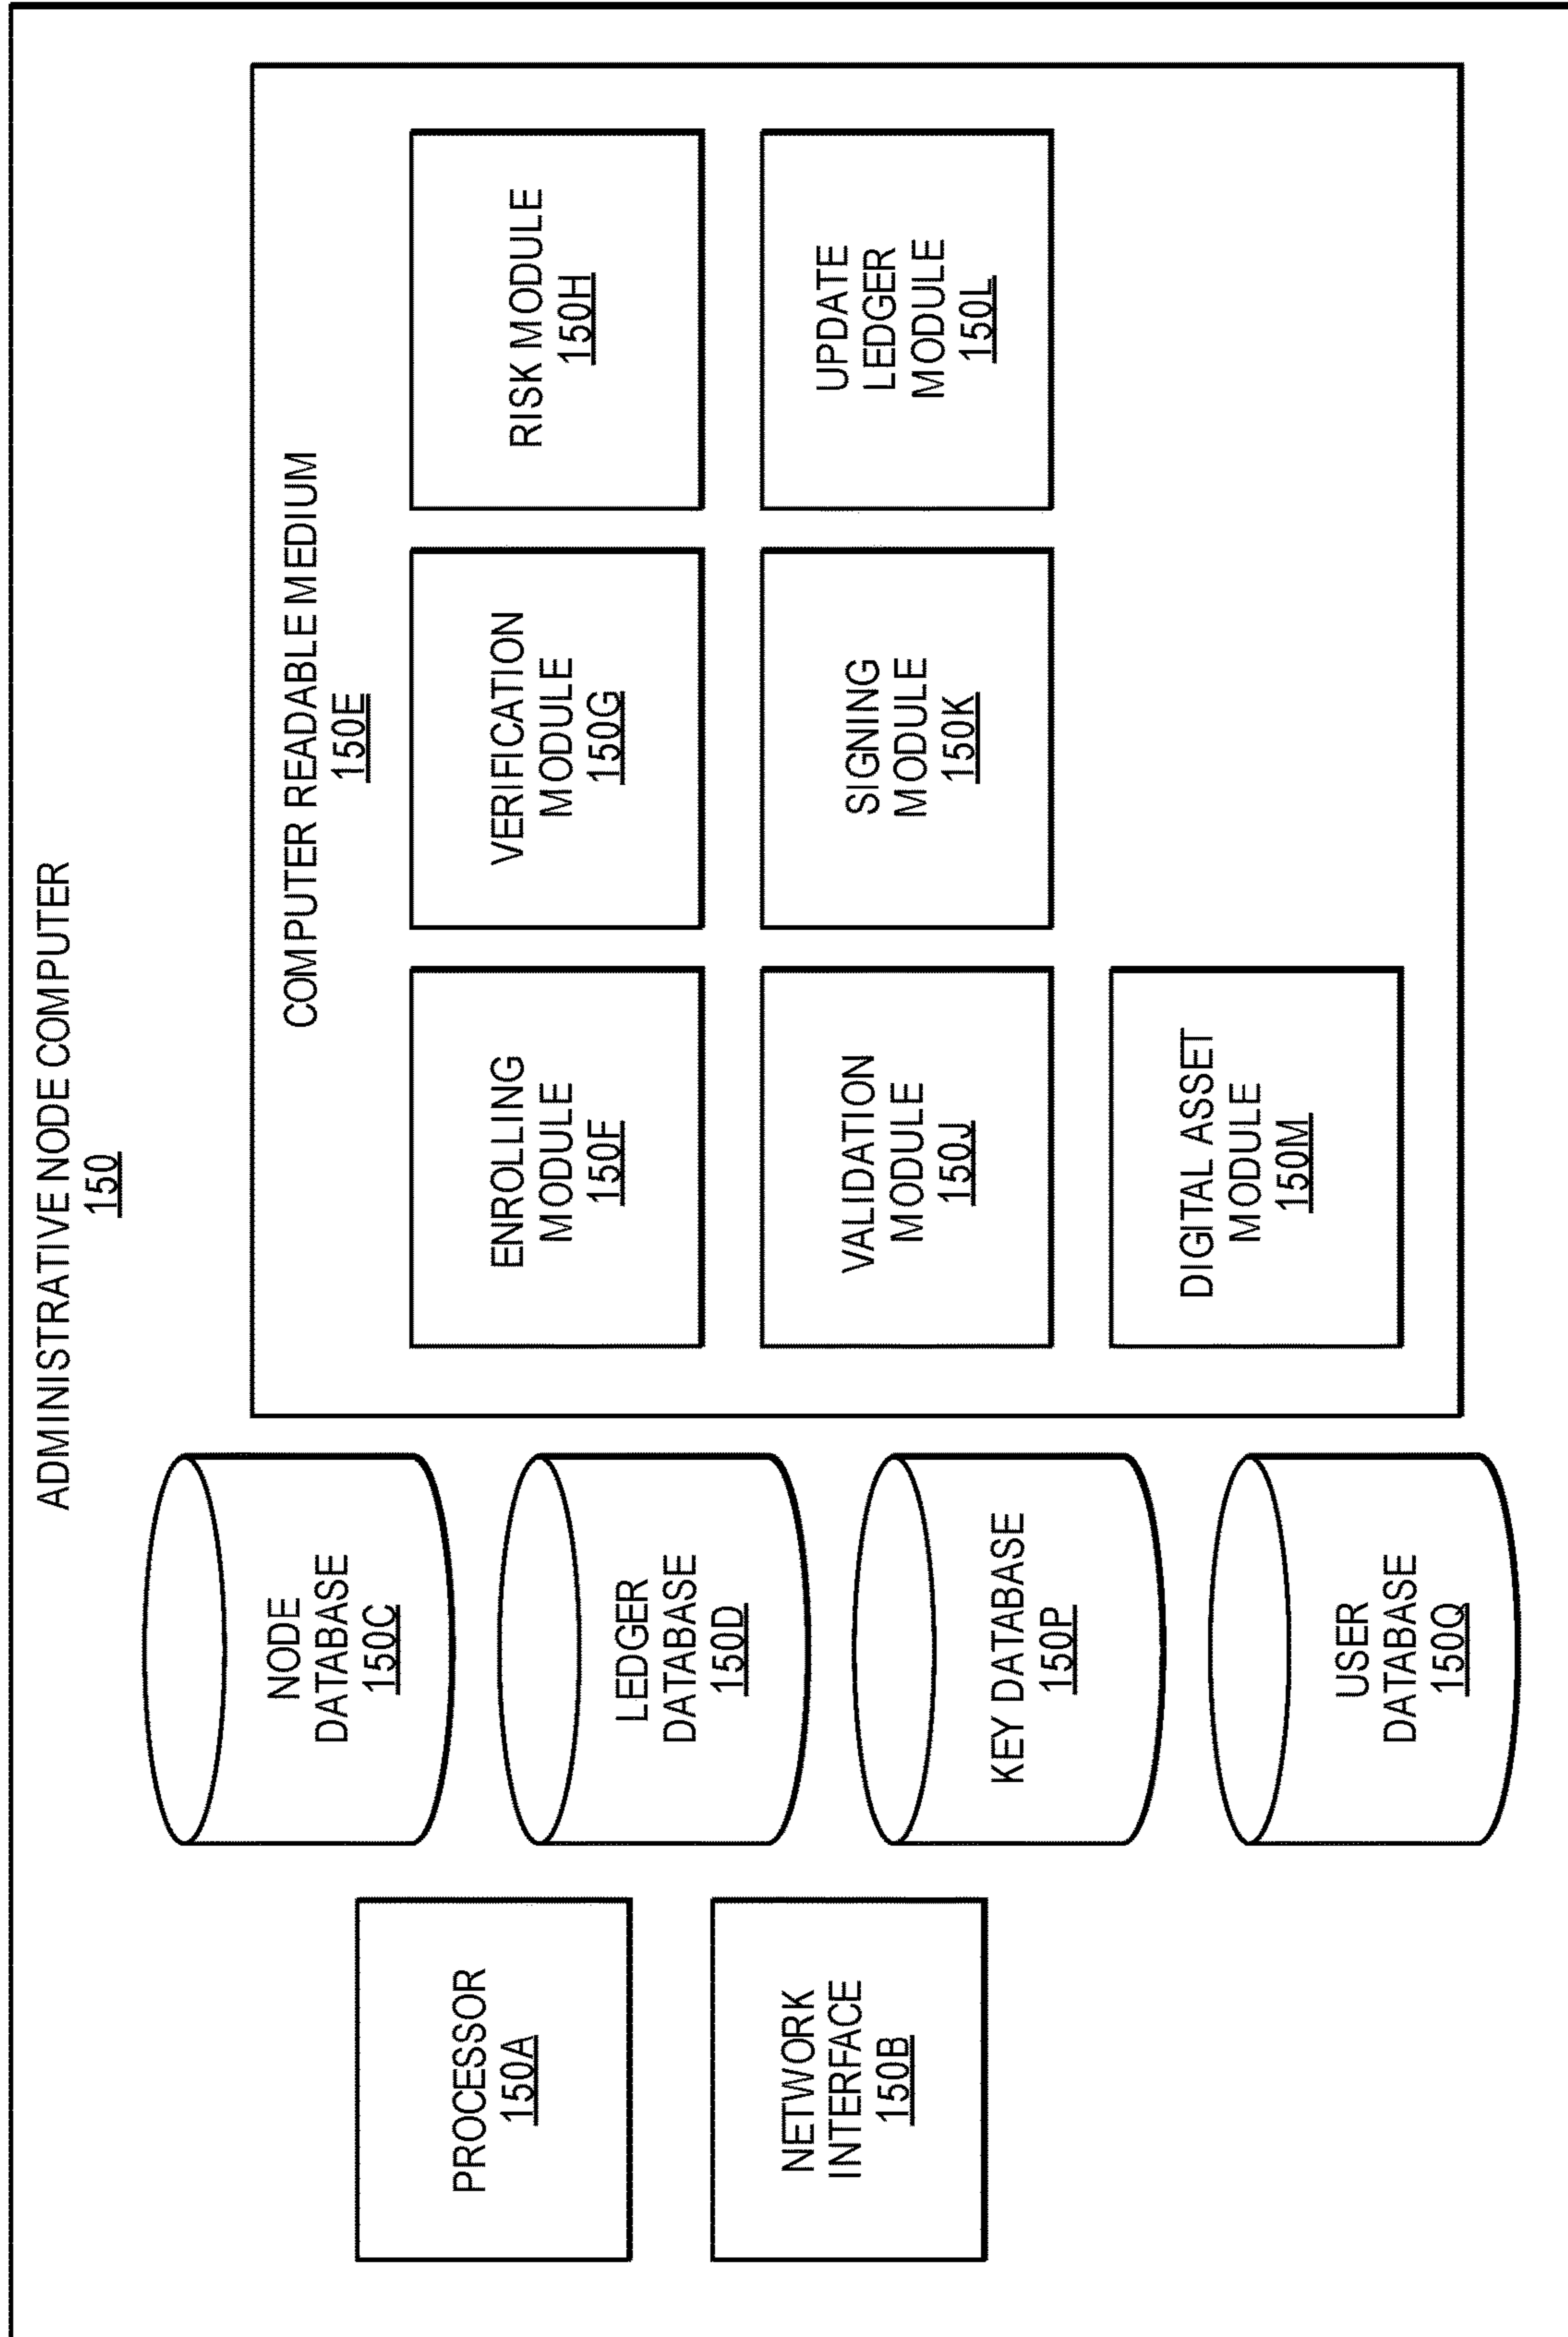 ADMINISTRATIVE NODE COMPUTER
150
PROCESSOR
150A
NETWORK
INTERFACE
150B
NODE
DATABASE
150C
LEDGER
DATABASE
150D
KEY DATABASE
150P
USER
DATABASE
150Q
COMPUTER READABLE MEDIUM
150E
ENROLLING
MODULE
150F
VERIFICATION
MODULE
150G
RISK MODULE
150H
VALIDATION
MODULE
150J
SIGNING
MODULE
150K
UPDATE
LEDGER
MODULE
150L
DIGITAL ASSET
MODULE
150M